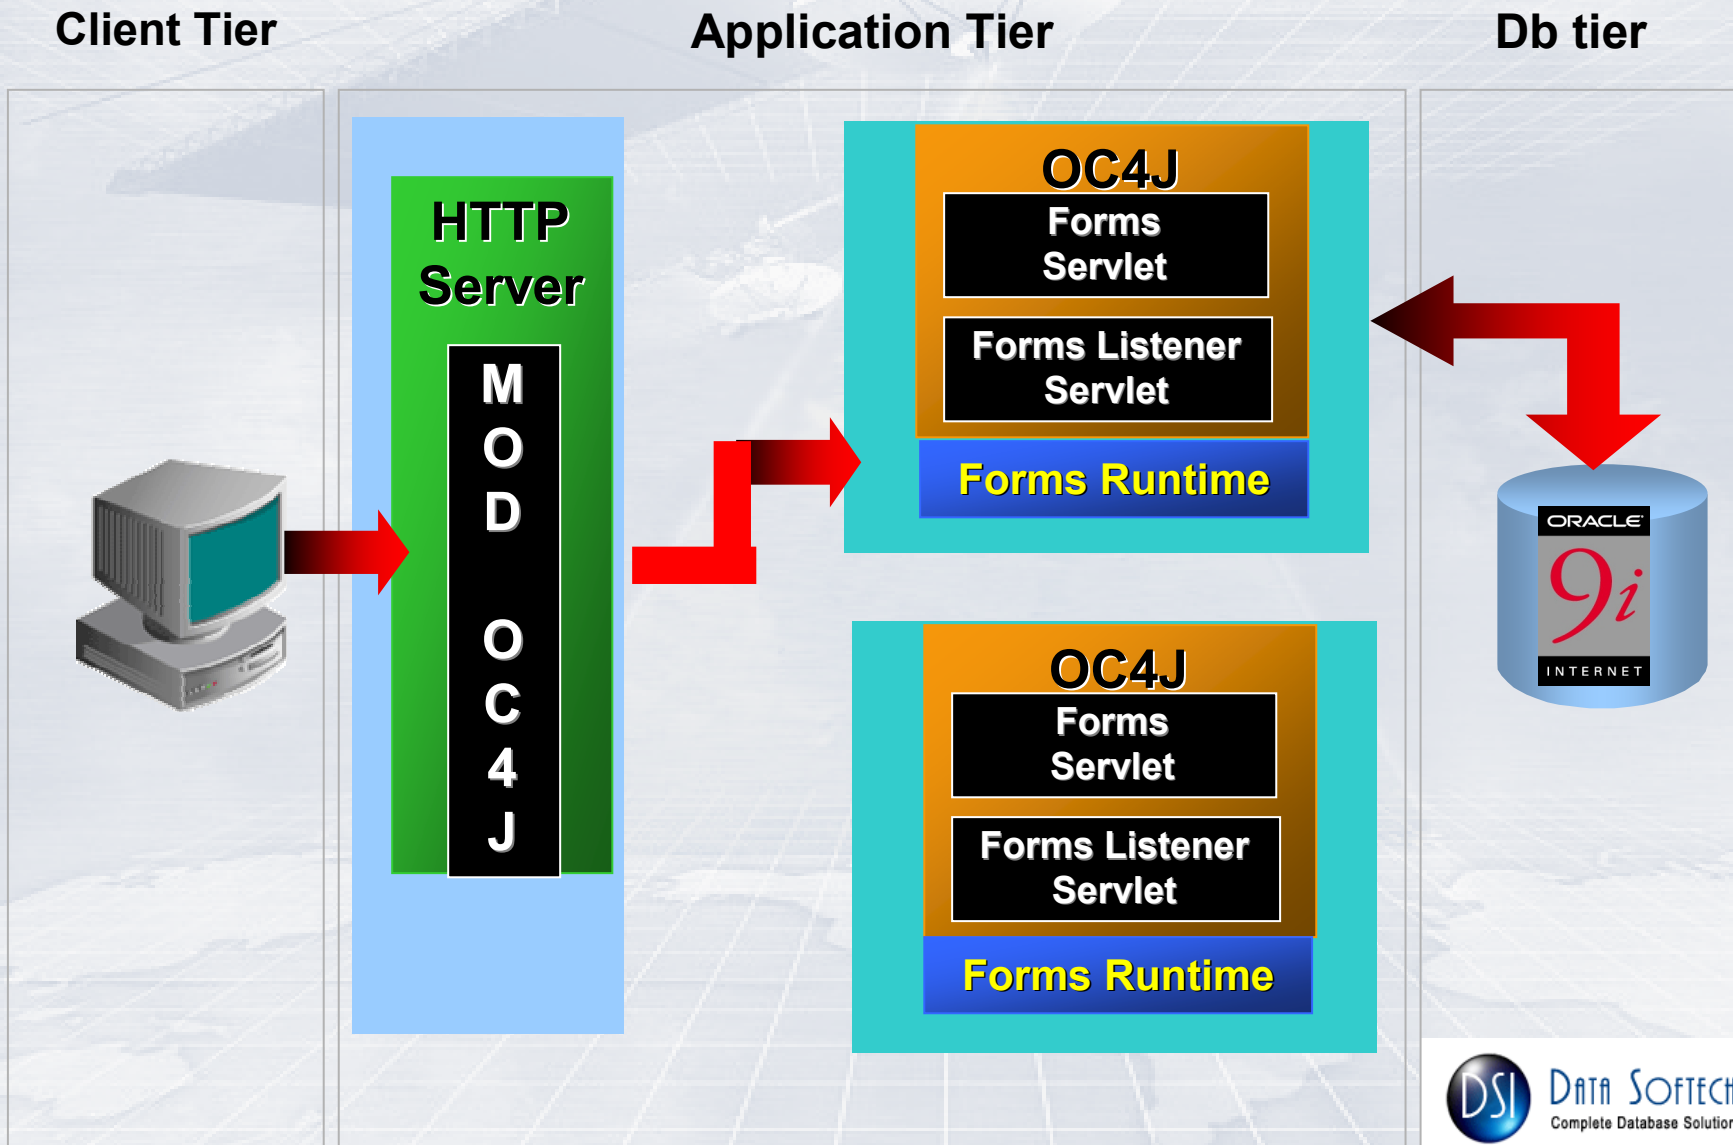 Client Tier
Application Tier
Db tier
HTTP
Server
M
O
D
O
C
4
J
OC4J
Forms
Servlet
Forms Listener
Servlet
Forms Runtime
OC4J
Forms
Servlet
Forms Listener
Servlet
Forms Runtime
ORACLE
9i
INTERNET
DSI
DATA SOFTECH
Complete Database Solution